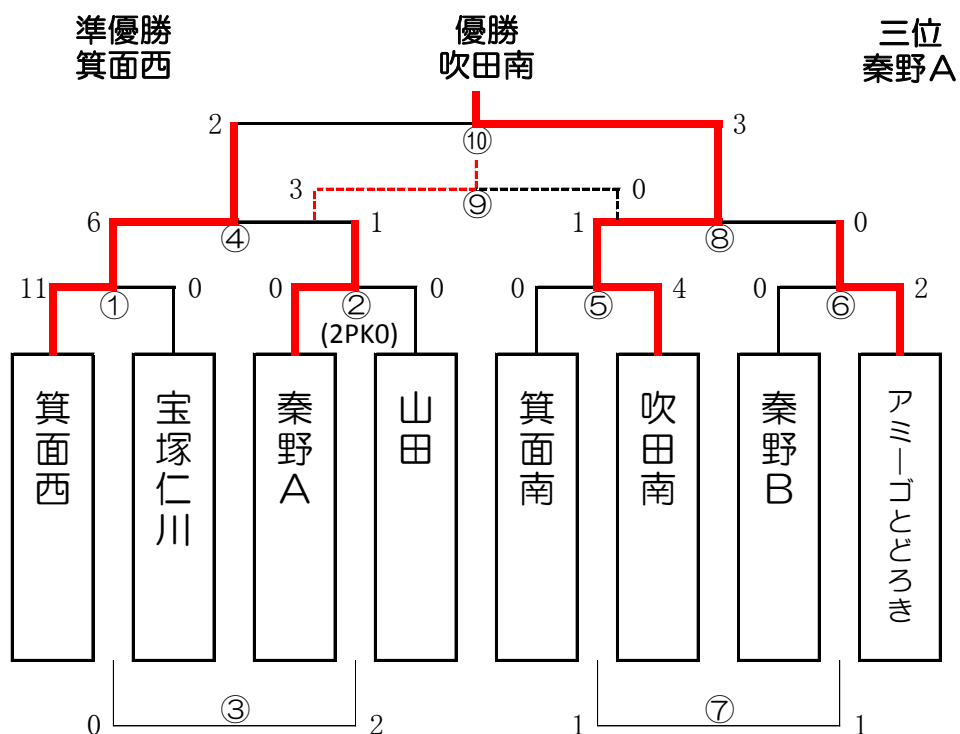 準優勝
箕面西
優勝
吹田南
三位
秦野A
2
3
⑩
3
0
⑨
6
1
1
0
④
⑧
11
0
0
0
0
4
0
2
①
②
⑤
⑥
(2PK0)
箕面西
宝塚仁川
秦野A
山田
箕面南
吹田南
秦野B
アミーゴとどろき
③
⑦
0
2
1
1